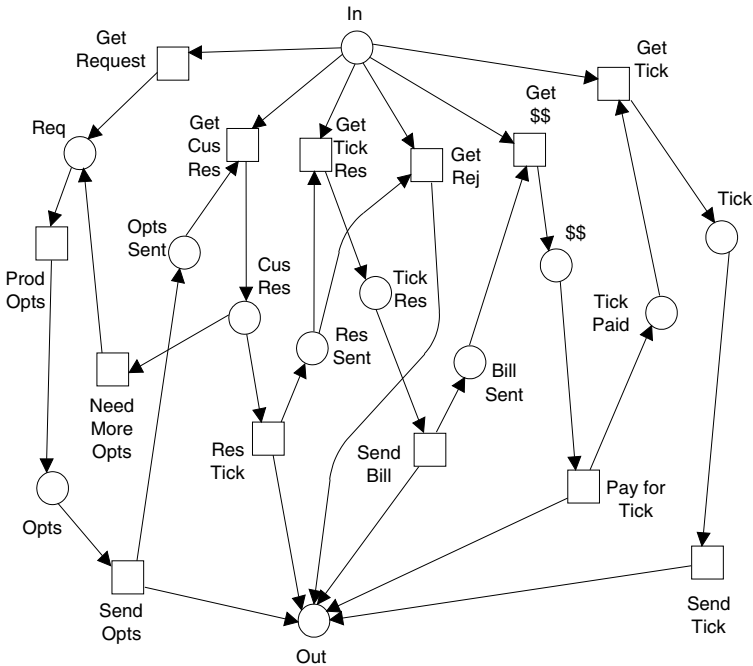 In
Get
Request
Get
Tick
Get
$$
Req
Get
Cus
Res
Get
Tick
Res
Get
Rej
Tick
Opts
Sent
$$
Prod
Opts
Cus
Res
Tick
Res
Tick
Paid
Res
Sent
Bill
Sent
Need
More
Opts
Res
Tick
Send
Bill
Pay for
Tick
Opts
Send
Opts
Send
Tick
Out